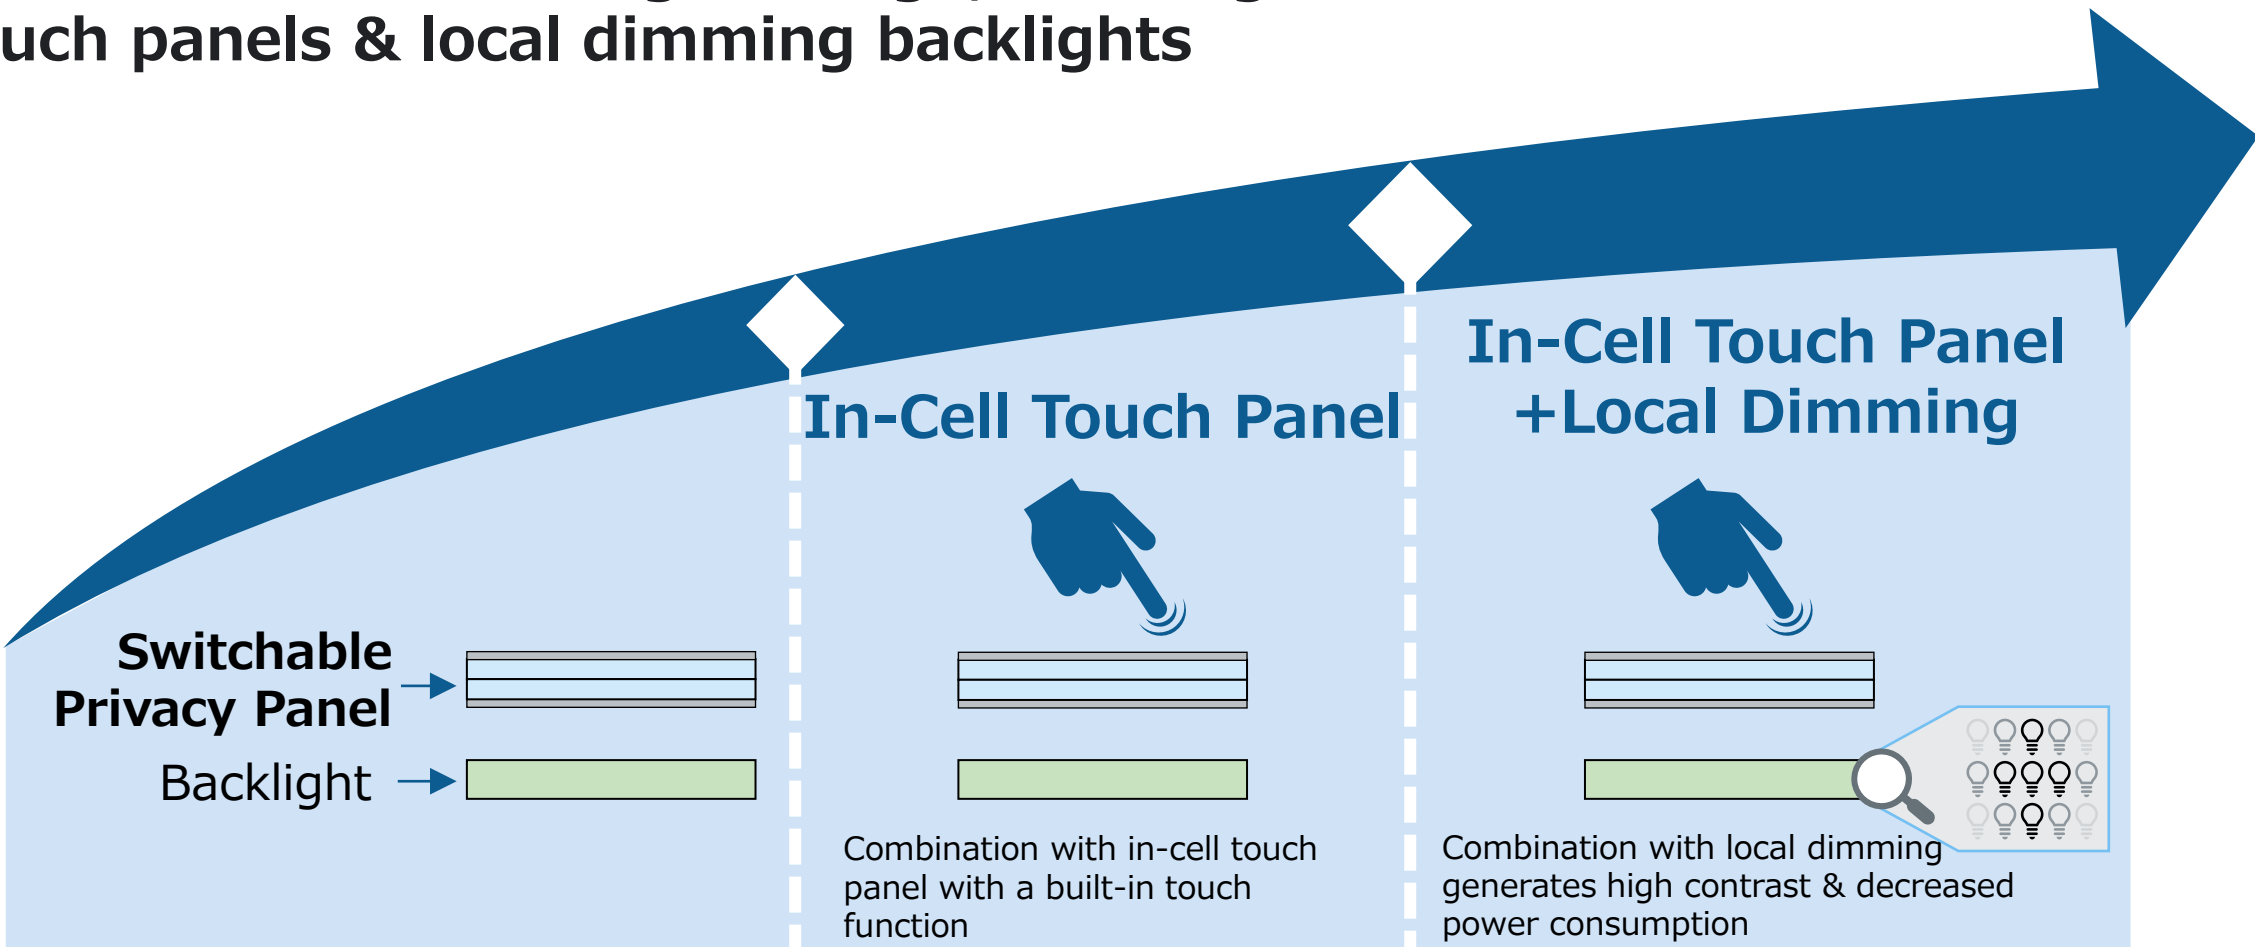 uch panels & local dimming backlights
In-Cell Touch Panel
In-Cell Touch Panel
+Local Dimming
Switchable
Privacy Panel
Backlight
Combination with in-cell touch
panel with a built-in touch
function
Combination with local dimming
generates high contrast & decreased
power consumption